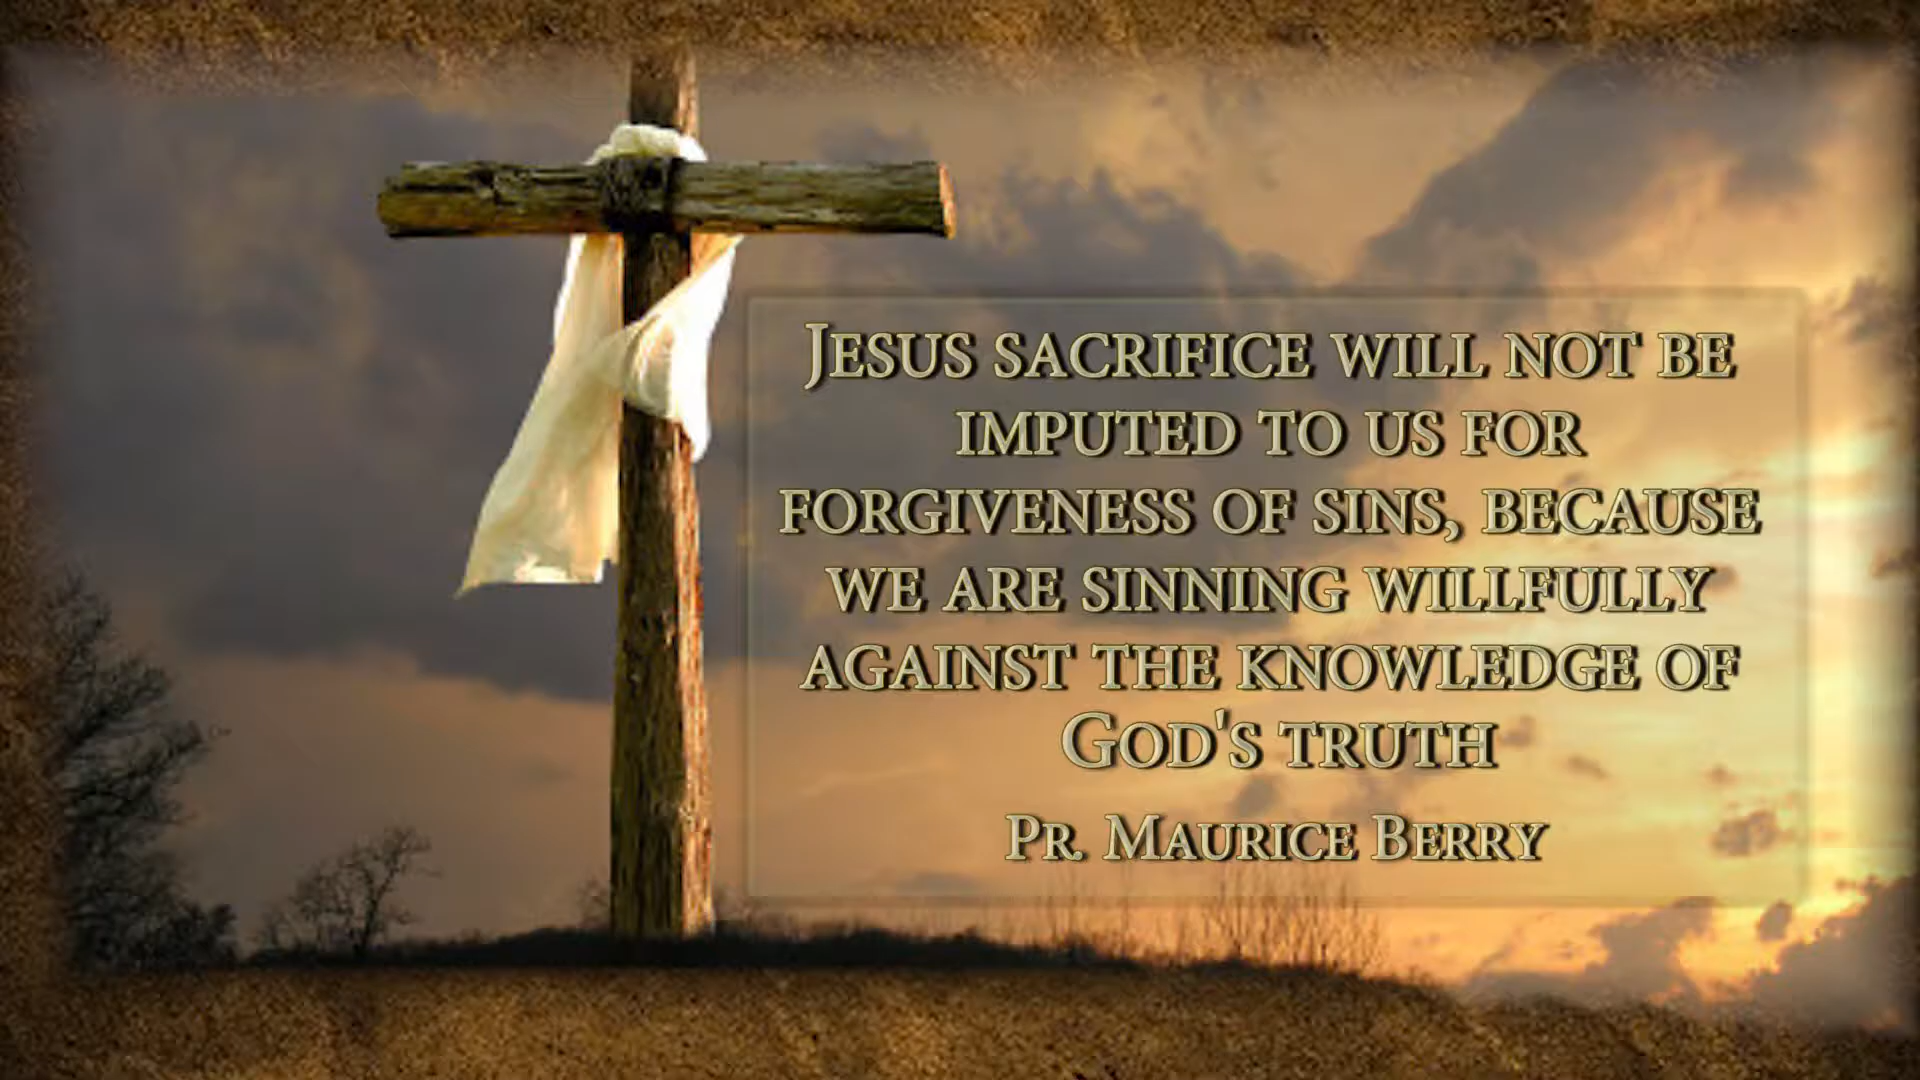 Jesus sacrifice will not be
imputed to us for
forgiveness of sins, because
we are sinning willfully
against the knowledge of
God's truth
Pr. Maurice Berry